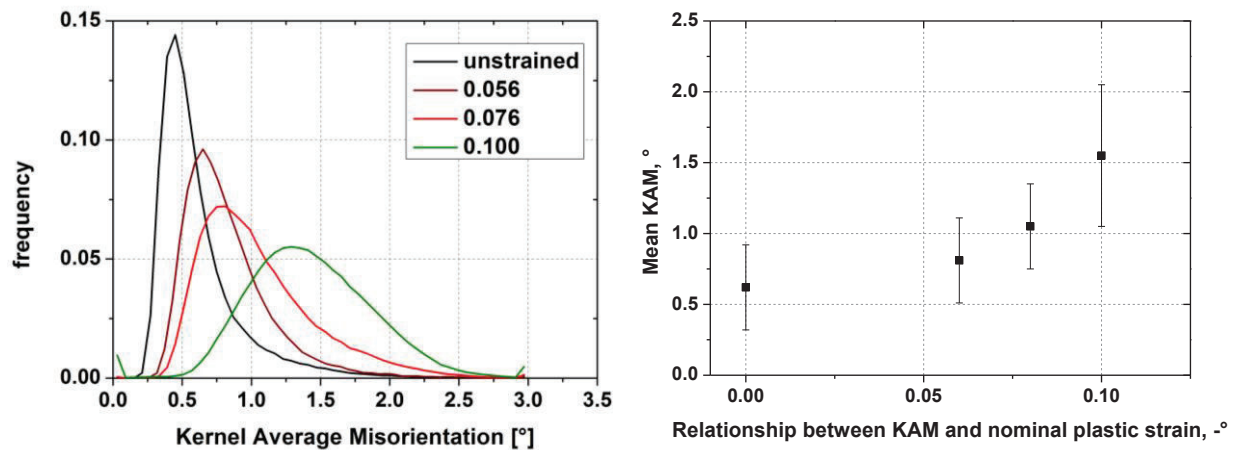 0.15
0.10
0.05
0.00
frequency
unstrained
0.056
0.076
0.100
0.0 0.5 1.0 1.5 2.0 2.5 3.0 3.5
Kernel Average Misorientation [°]
2.5
2.0
1.5
1.0
0.5
0.0
Mean KAM, °
0.00 0.05 0.10
Relationship between KAM and nominal plastic strain, -°